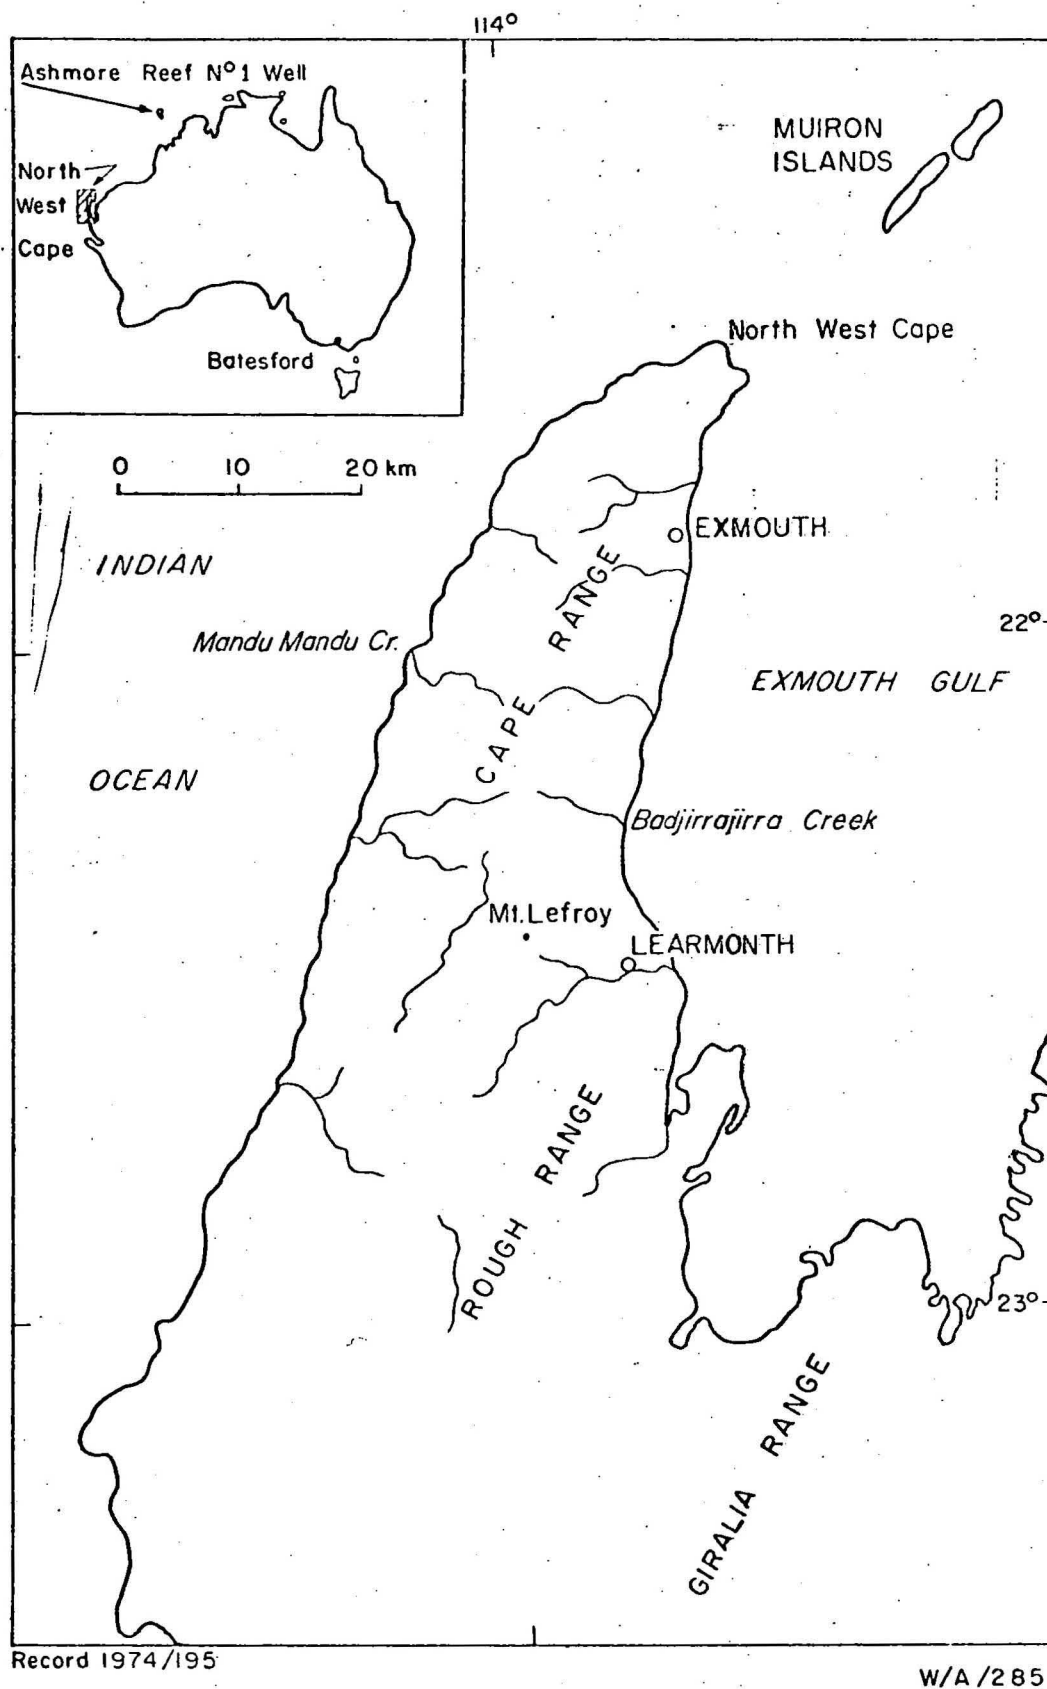 114°
Ashmore Reef Nº 1 Well
North
West
Cape
Batesford
MUIRON
ISLANDS
North West Cape
0 10 20 km
EXMOUTH
INDIAN
RANGE
22°
Mandu Mandu Cr.
EXMOUTH GULF
CAPE
OCEAN
Badjirrajirra Creek
Mt. Lefroy
LEARMONTH
ROUGH RANGE
23°
GIRALIA RANGE
Record 1974/195
W/A/285